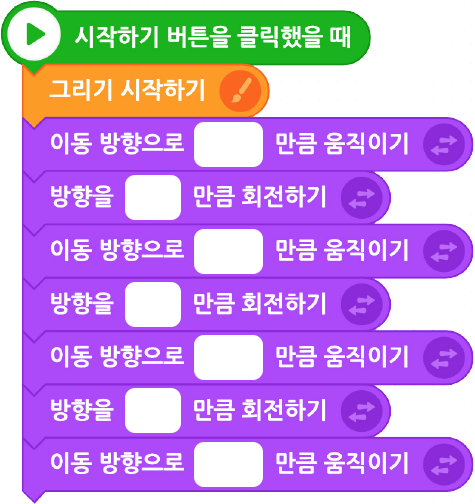 시작하기 버튼을 클릭했을 때
그리기 시작하기
이동 방향으로 만큼 움직이기
방향을 만큼 회전하기
이동 방향으로 만큼 움직이기
방향을 만큼 회전하기
이동 방향으로 만큼 움직이기
방향을 만큼 회전하기
이동 방향으로 만큼 움직이기